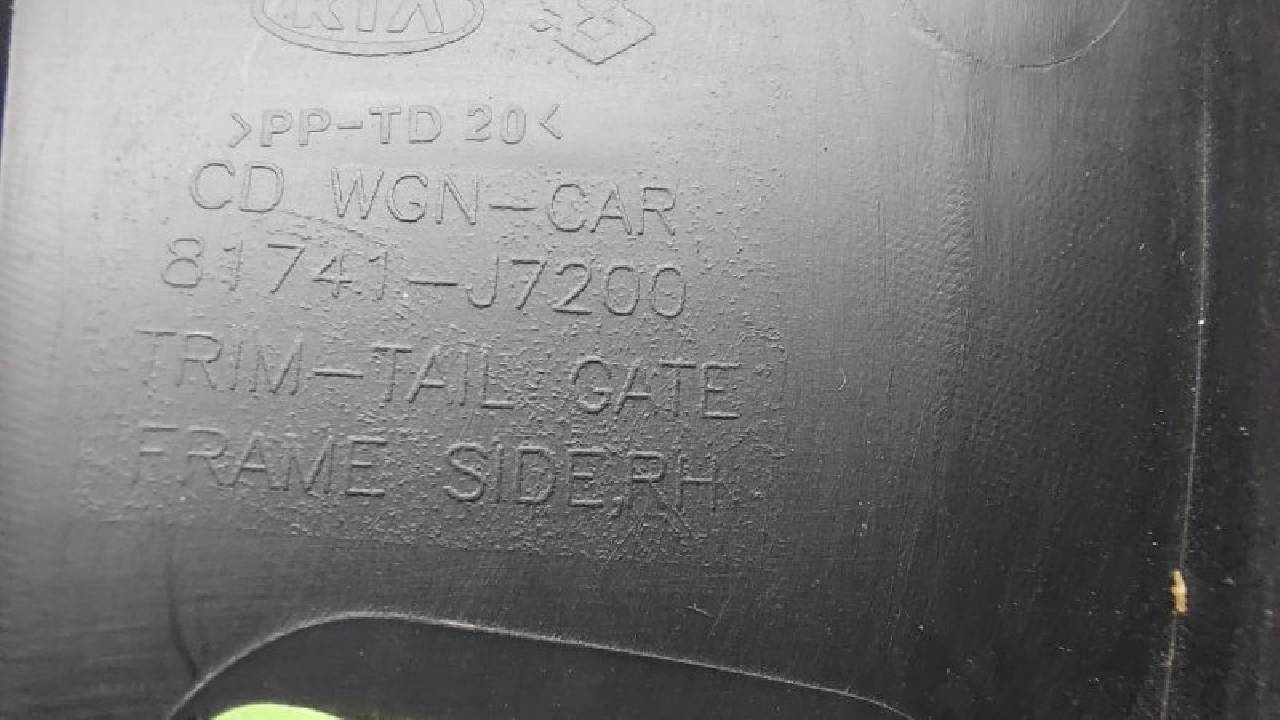 KIA
>PP-TD 20<
CD WGN-CAR
81741-J7200
TRIM-TAIL GATE
FRAME SIDE,RH